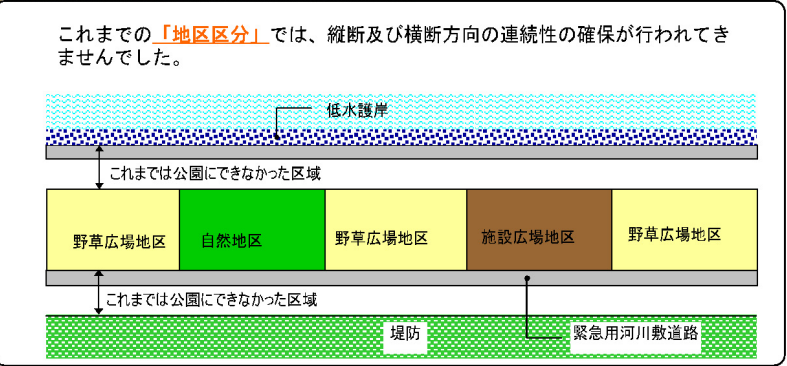 これまでの「地区区分」では、縦断及び横断方向の連続性の確保が行われてき
ませんでした。
低水護岸
これまでは公園にできなかった区域
野草広場地区
自然地区
野草広場地区
施設広場地区
野草広場地区
これまでは公園にできなかった区域
堤防
緊急用河川敷道路